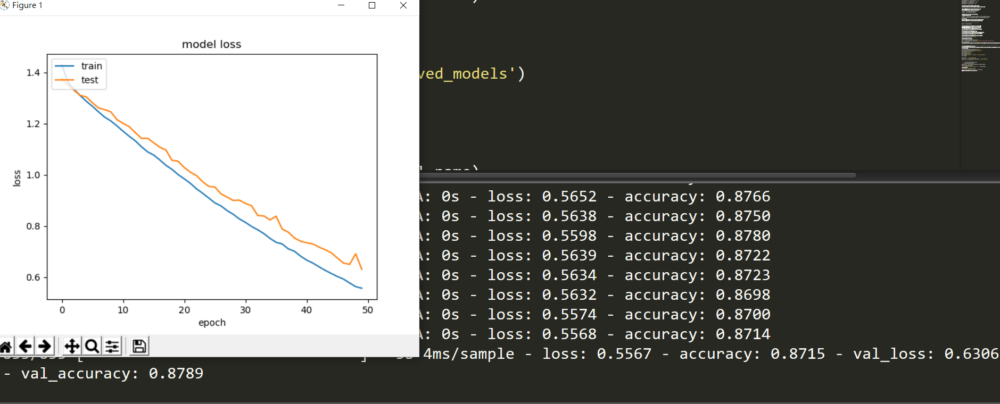 Figure 1
model loss
train
test
1.4
1.2
1.0
0.8
0.6
loss
0 10 20 30 40 50
epoch
ved_models')
A: 0s - loss: 0.5652 - accuracy: 0.8766
A: 0s - loss: 0.5638 - accuracy: 0.8750
A: 0s - loss: 0.5598 - accuracy: 0.8780
A: 0s - loss: 0.5639 - accuracy: 0.8722
A: 0s - loss: 0.5634 - accuracy: 0.8723
A: 0s - loss: 0.5632 - accuracy: 0.8698
A: 0s - loss: 0.5574 - accuracy: 0.8700
A: 0s - loss: 0.5568 - accuracy: 0.8714
4ms/sample - loss: 0.5567 - accuracy: 0.8715 - val_loss: 0.6306
- val_accuracy: 0.8789